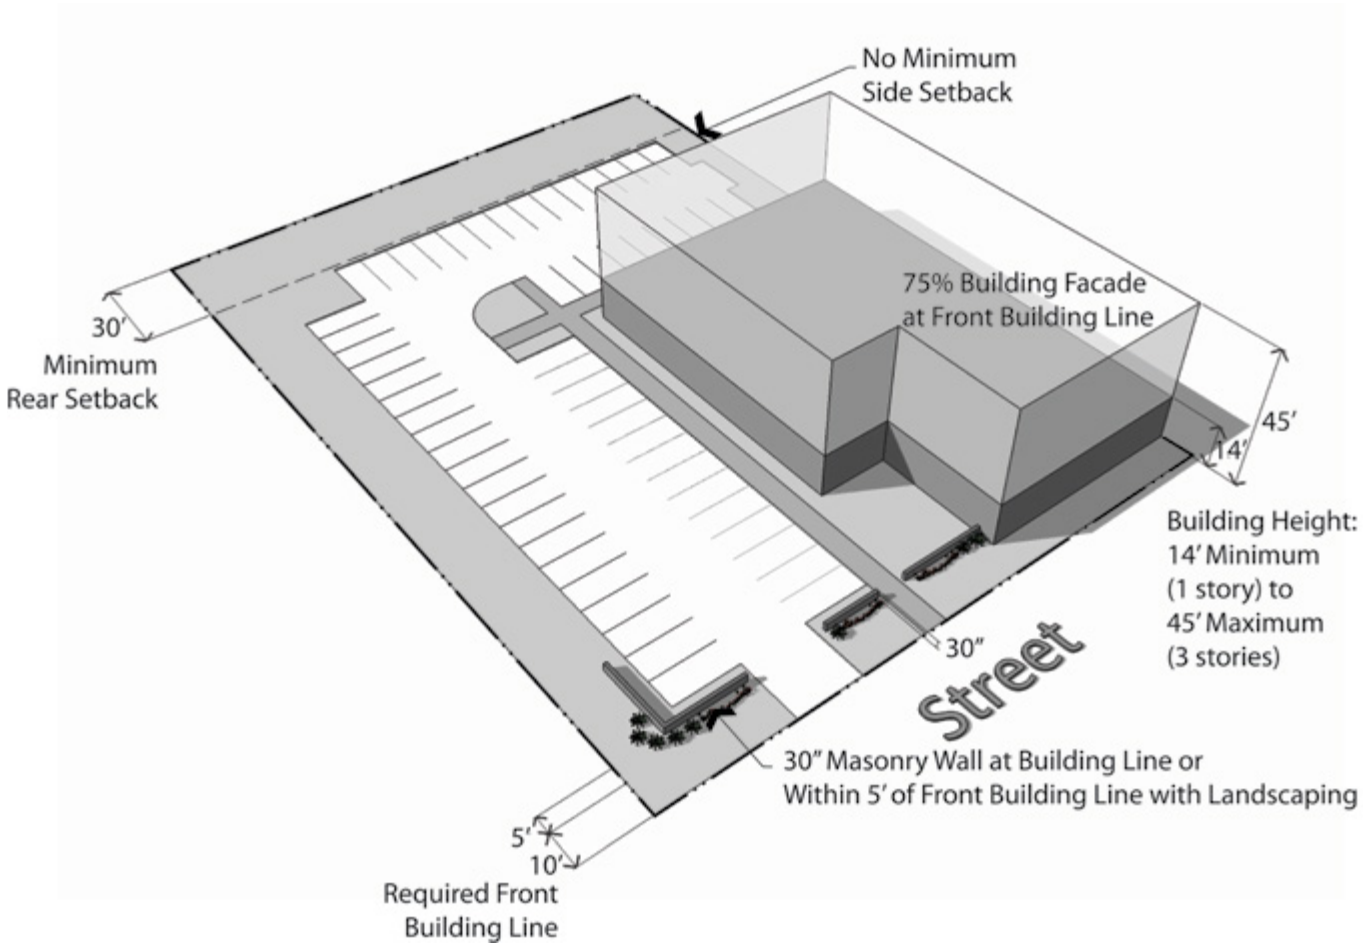 No Minimum
Side Setback
75% Building Facade
at Front Building Line
30'
Minimum
Rear Setback
45'
14'
Building Height:
14' Minimum
(1 story) to
45' Maximum
(3 stories)
30"
Street
30" Masonry Wall at Building Line or
Within 5' of Front Building Line with Landscaping
5'
10'
Required Front
Building Line